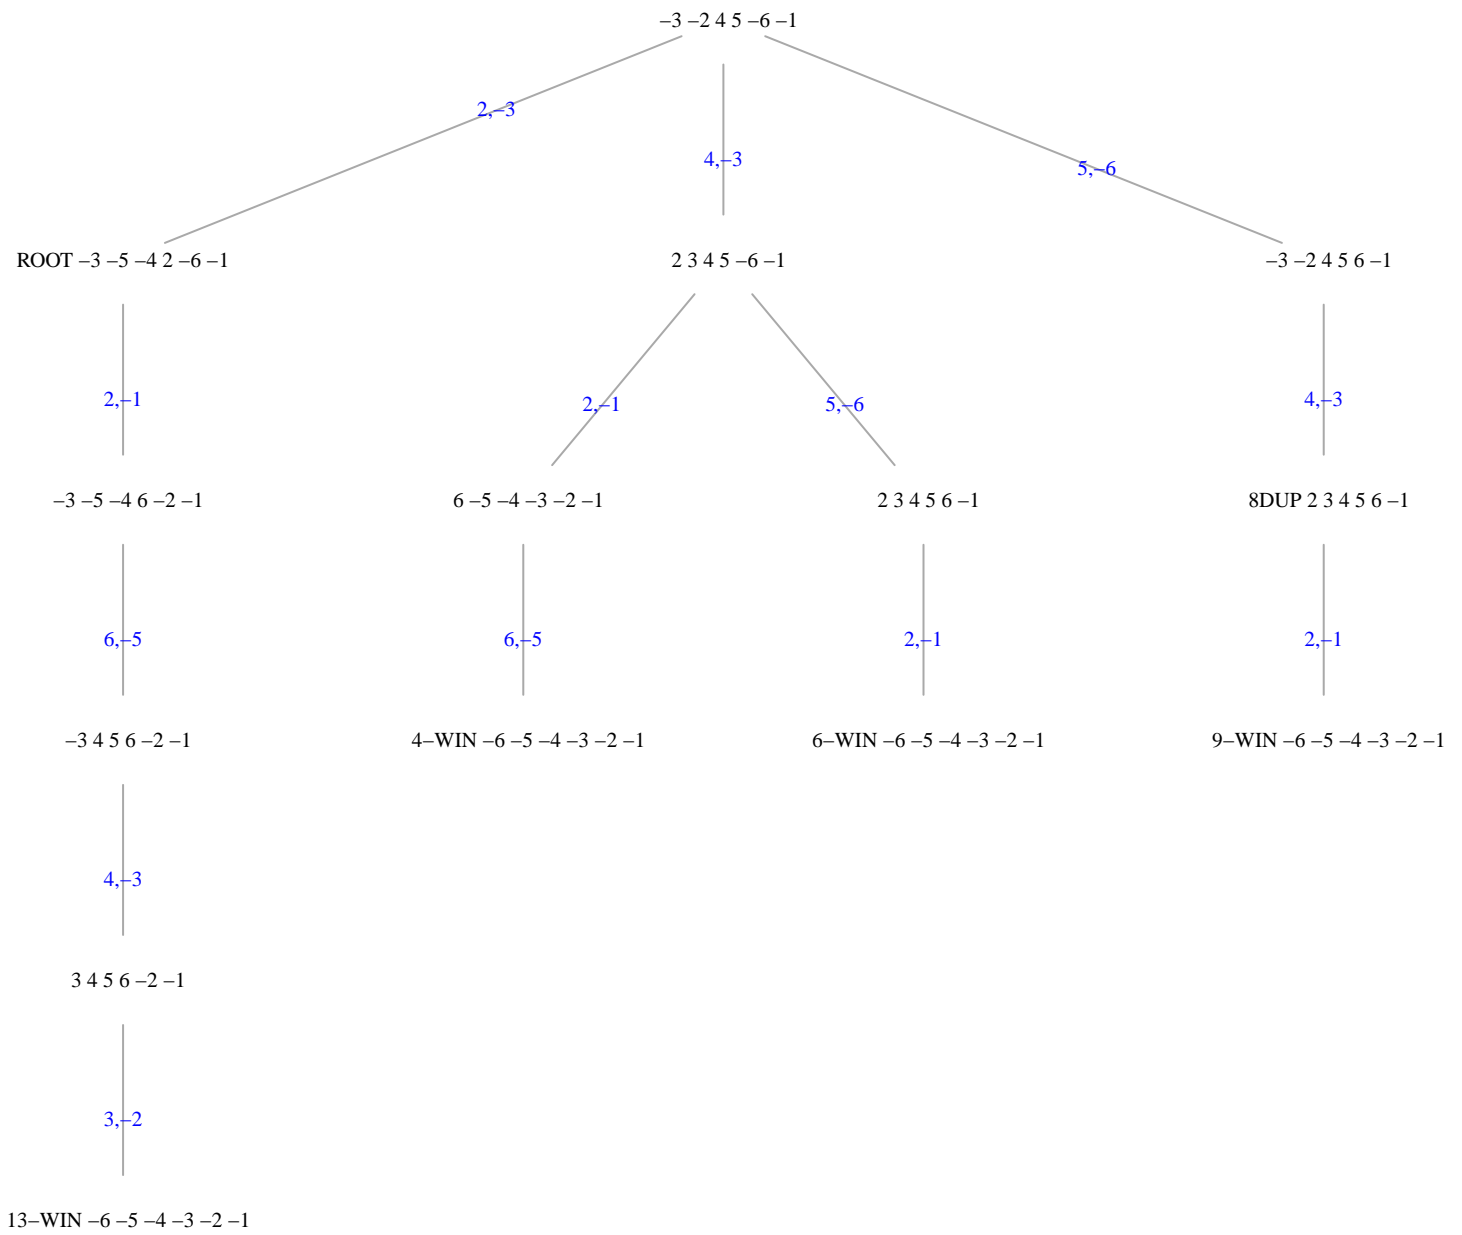 –3 –2 4 5 –6 –1
2,–3
4,–3
5,–6
ROOT –3 –5 –4 2 –6 –1
2 3 4 5 –6 –1
–3 –2 4 5 6 –1
2,–1
2,–1
5,–6
4,–3
–3 –5 –4 6 –2 –1
6 –5 –4 –3 –2 –1
2 3 4 5 6 –1
8DUP 2 3 4 5 6 –1
6,–5
6,–5
2,–1
2,–1
–3 4 5 6 –2 –1
4–WIN –6 –5 –4 –3 –2 –1
6–WIN –6 –5 –4 –3 –2 –1
9–WIN –6 –5 –4 –3 –2 –1
4,–3
3 4 5 6 –2 –1
3,–2
13–WIN –6 –5 –4 –3 –2 –1